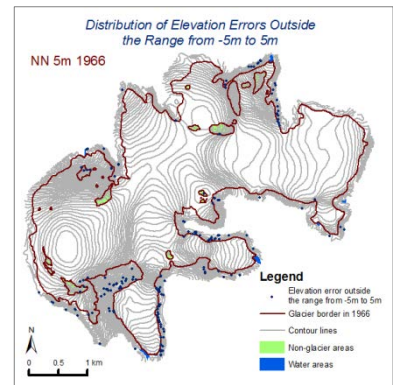 Distribution of Elevation Errors Outside
the Range from -5m to 5m
NN 5m 1966
Legend
Elevation error outside
the range from -5m to 5m
Glacier border in 1966
Contour lines
Non-glacier areas
Water areas
N
0 0.5 1 km